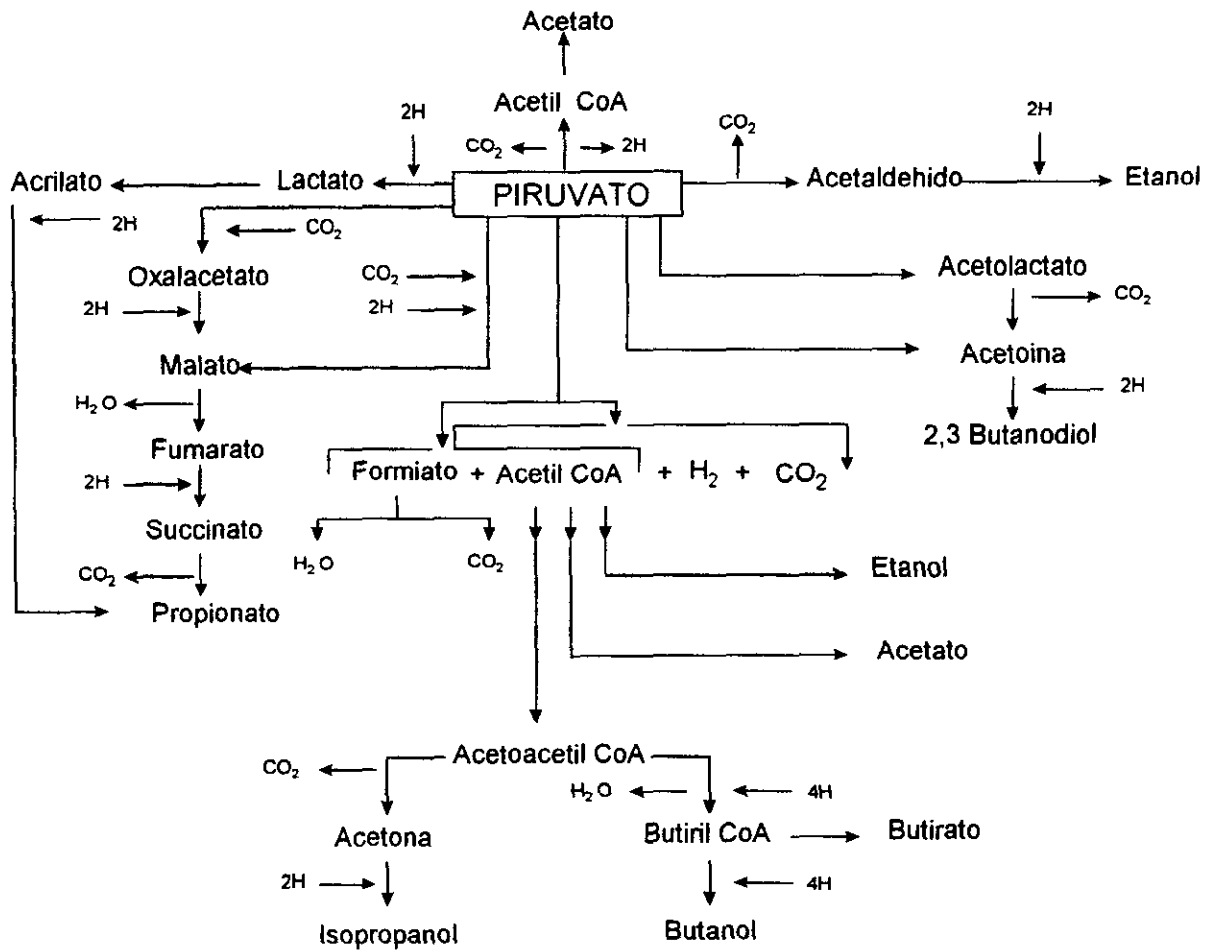 Acetato
Acetil CoA
2H
CO₂
2H
CO₂
2H
Acrilato
Lactato
PIRUVATO
Acetaldehido
Etanol
2H
CO₂
Oxalacetato
CO₂
Acetolactato
2H
2H
CO₂
Malato
Acetoina
H₂O
2H
Fumarato
2,3 Butanodiol
2H
Formiato + Acetil CoA + H₂ + CO₂
Succinato
H₂O
CO₂
CO₂
Etanol
Propionato
Acetato
Acetoacetil CoA
CO₂
H₂O
4H
Acetona
Butiril CoA
Butirato
2H
4H
Isopropanol
Butanol